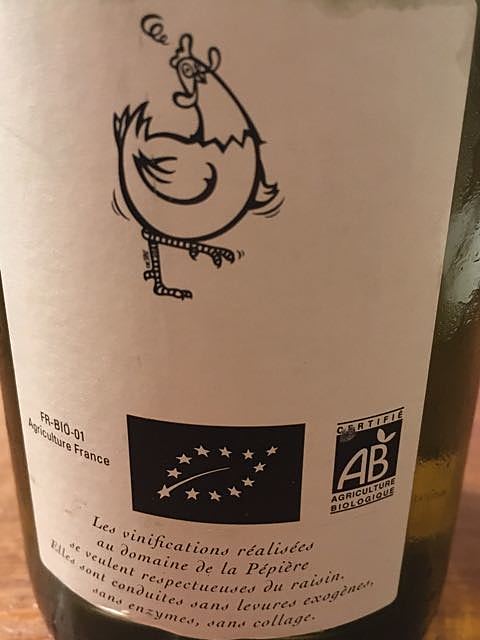 FR-BIO-01
Agriculture France
CERTIFIÉ
AB
AGRICULTURE
BIOLOGIQUE
Les vinifications réalisées
au domaine de la Pépière
se veulent respectueuses du raisin.
Elles sont conduites sans levures exogènes,
sans enzymes, sans collage.